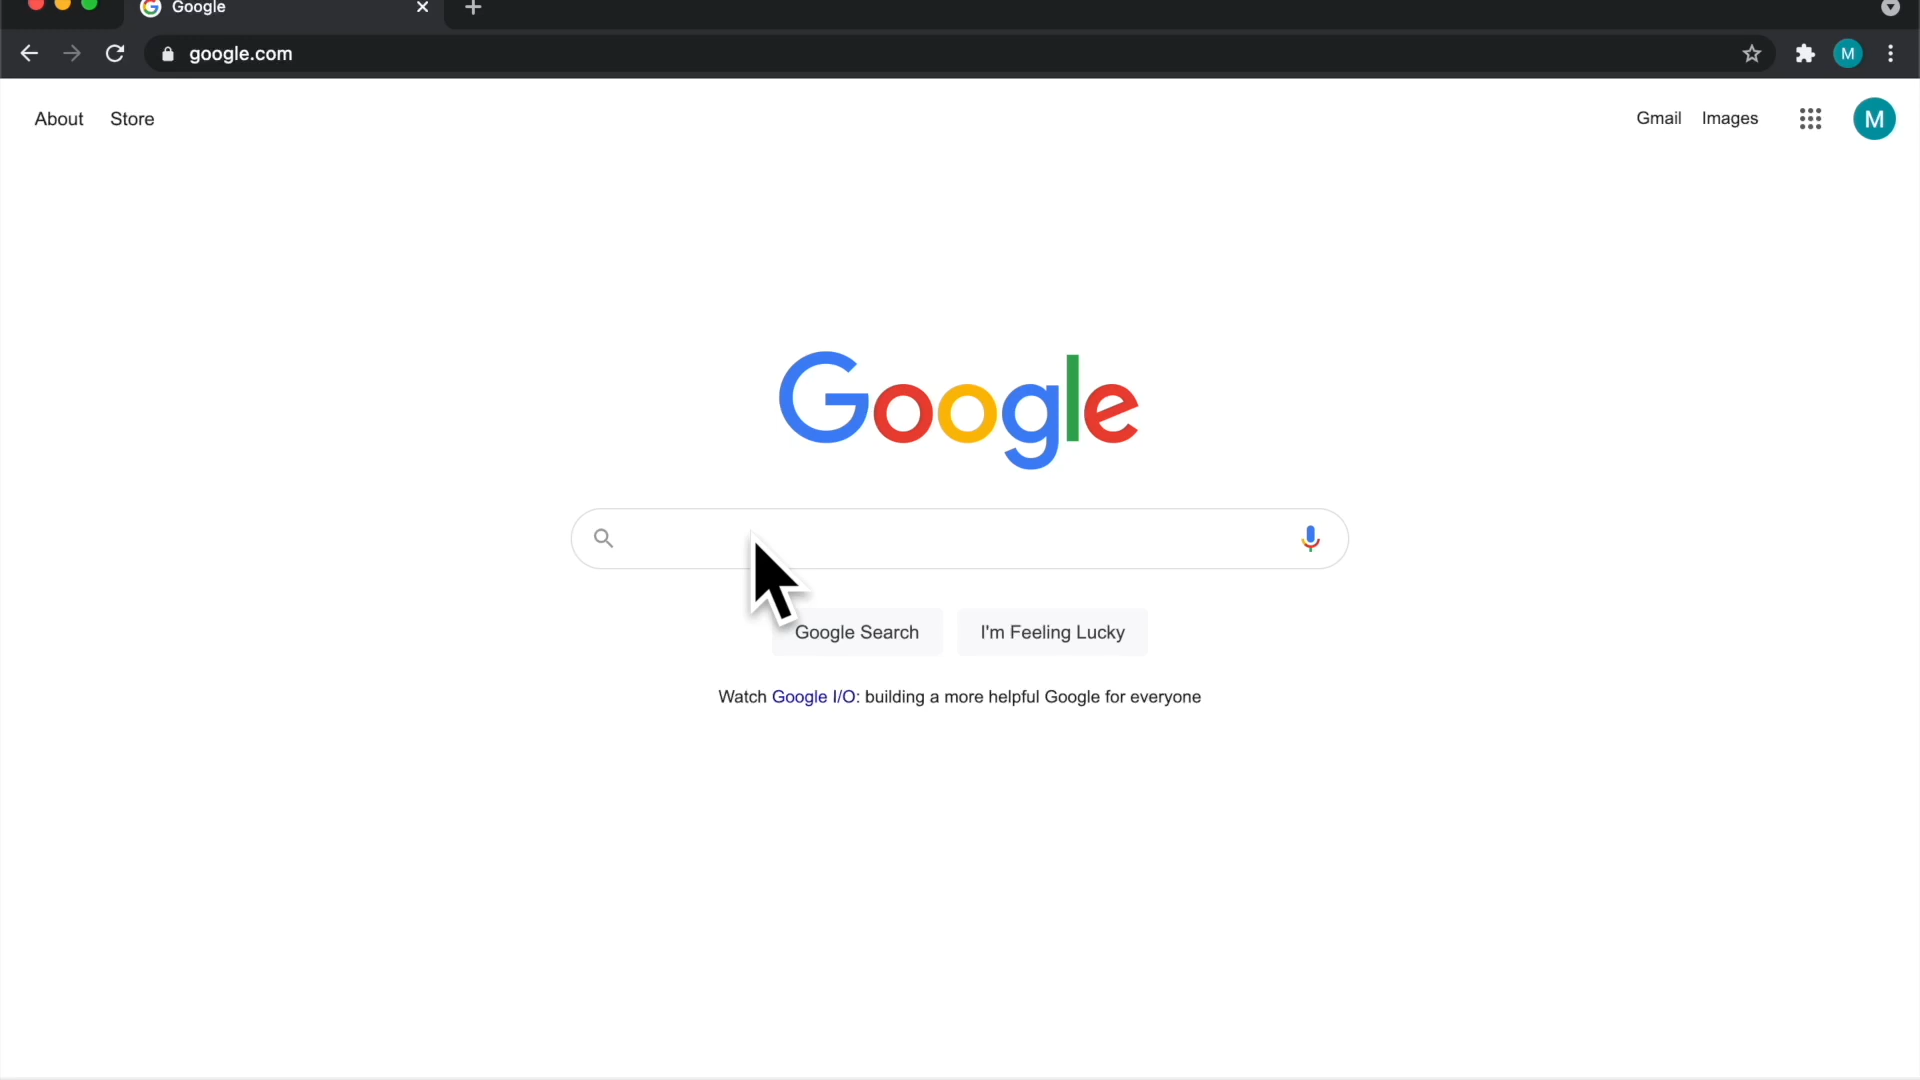 Google
google.com
M
About Store
Gmail Images
M
Google
Google Search
I'm Feeling Lucky
Watch Google I/O: building a more helpful Google for everyone